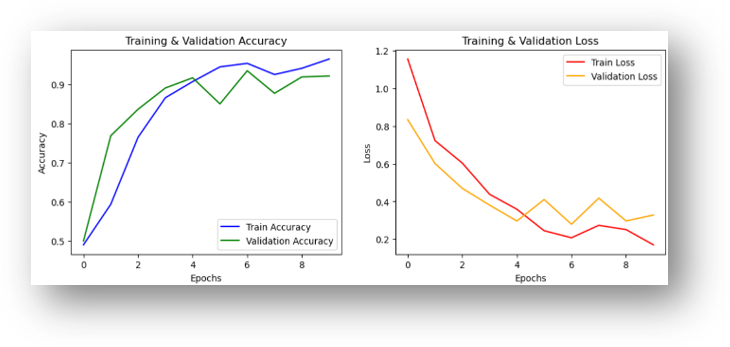 Training & Validation Accuracy
0.9
0.8
0.7
0.6
0.5
Accuracy
0 2 4 6 8
Epochs
Train Accuracy
Validation Accuracy
Training & Validation Loss
1.2
1.0
0.8
0.6
0.4
0.2
Loss
0 2 4 6 8
Epochs
Train Loss
Validation Loss